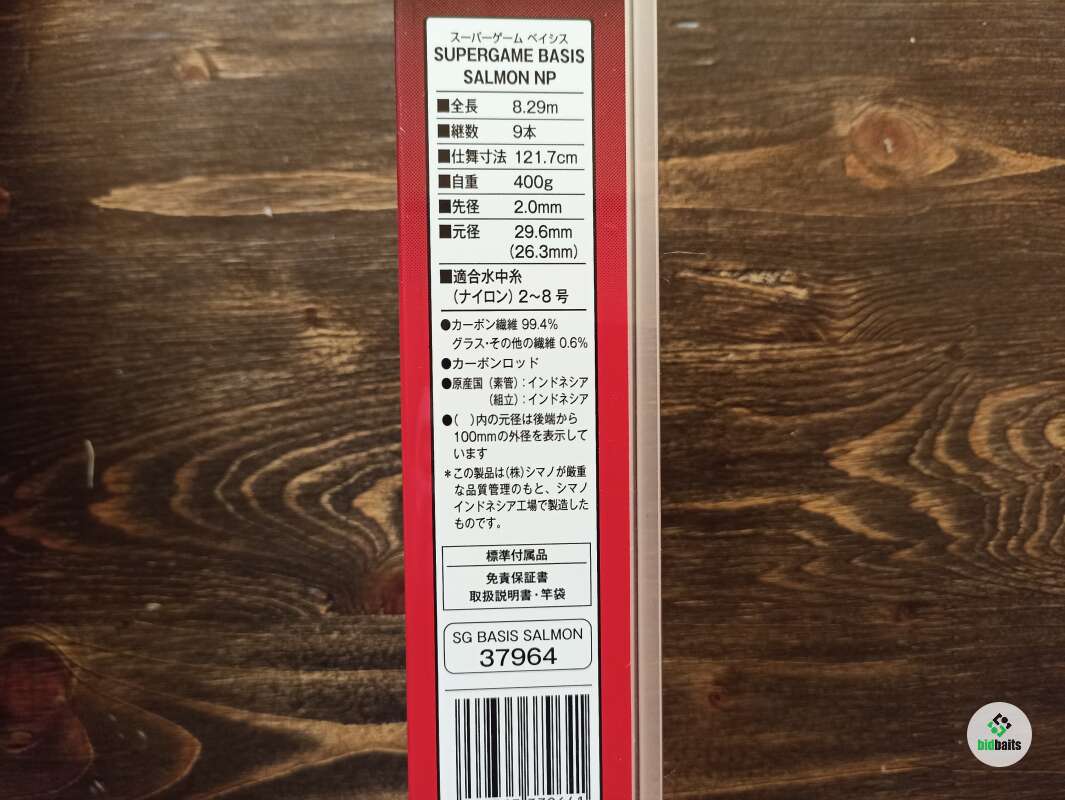 スーパーゲーム ベイシス
SUPERGAME BASIS
SALMON NP
■全長 8.29m
■継数 9本
■仕舞寸法 121.7cm
■自重 400g
■先径 2.0mm
■元径 29.6mm
(26.3mm)
■適合水中糸
(ナイロン) 2〜8号
●カーボン繊維 99.4%
グラス・その他の繊維 0.6%
●カーボンロッド
●原産国 (素管) : インドネシア
(組立) : インドネシア
●( )内の元径は後端から
100mmの外径を表示して
います
*この製品は(株)シマノが厳重
な品質管理のもと、シマノ
インドネシア工場で製造した
ものです。
標準付属品
免責保証書
取扱説明書・竿袋
SG BASIS SALMON
37964
bidbaits